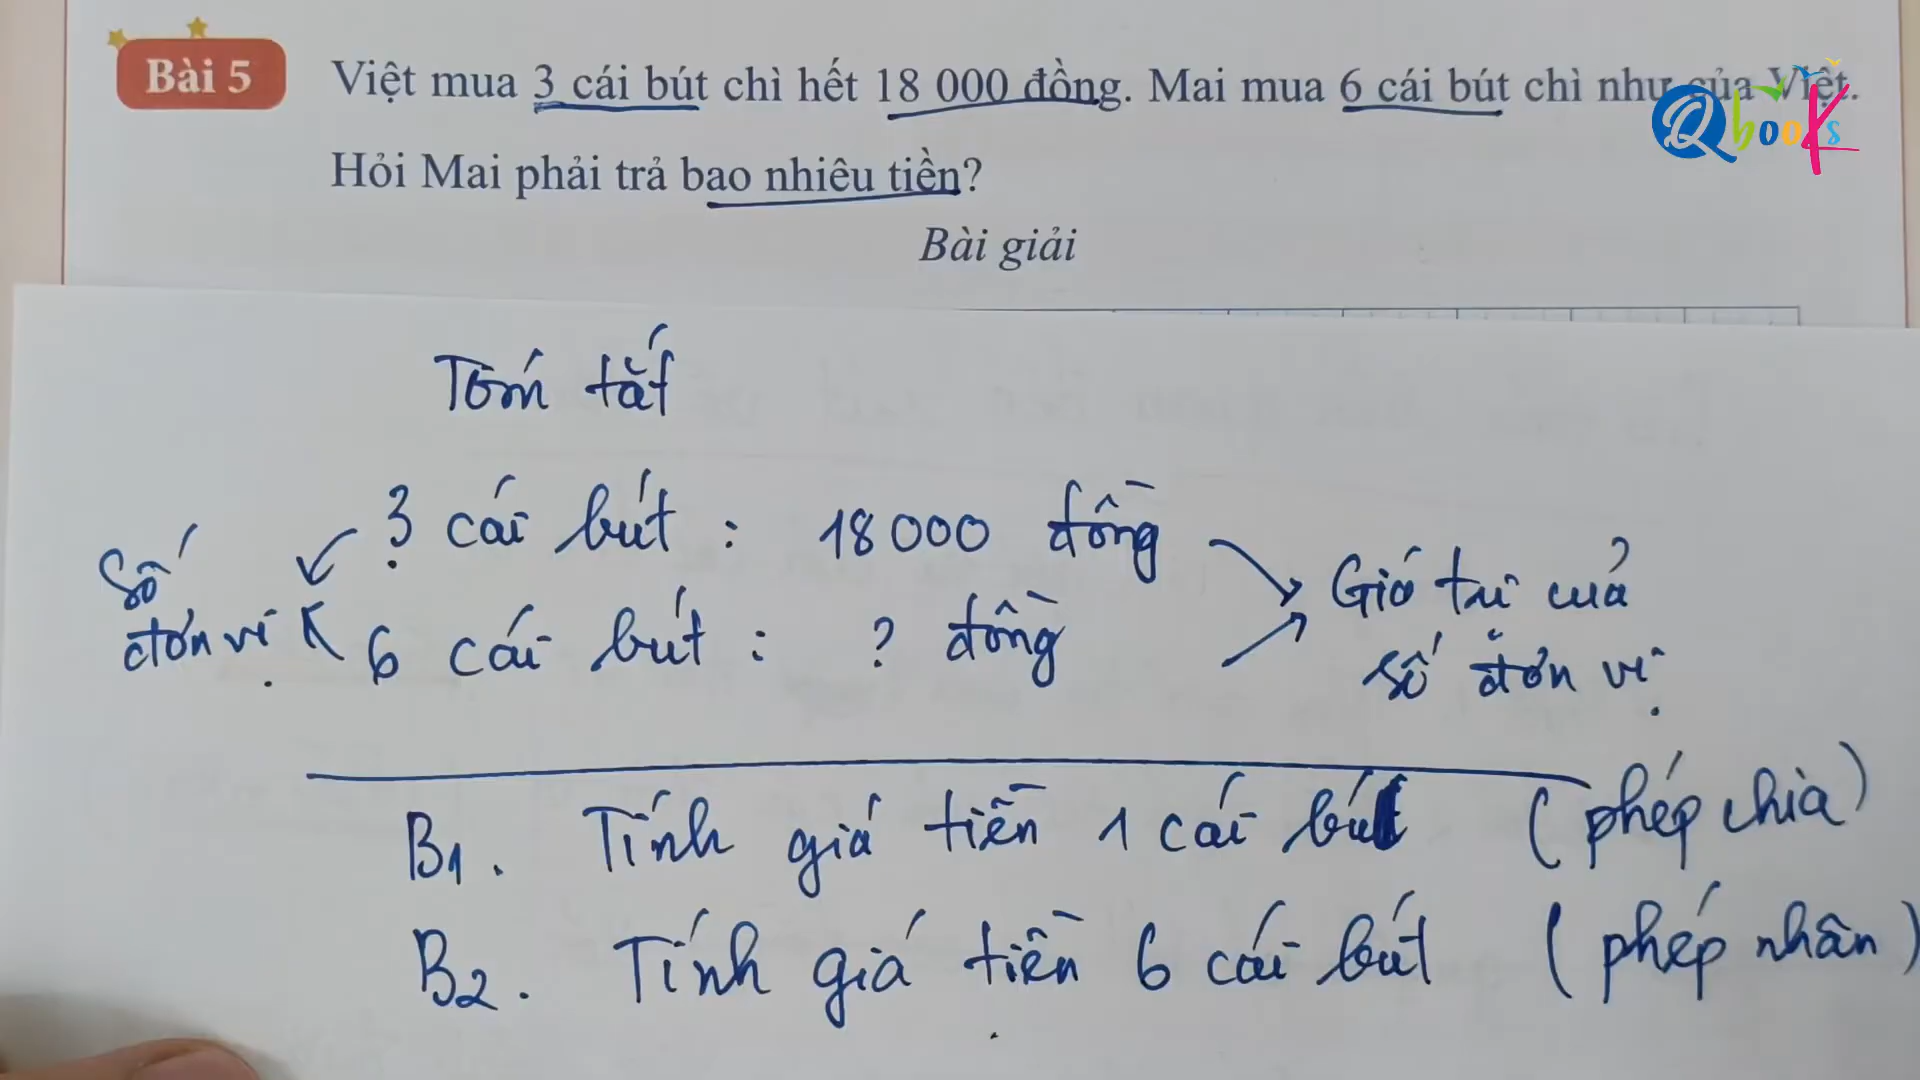 Bài 5
Việt mua 3 cái bút chì hết 18 000 đồng. Mai mua 6 cái bút chì như của Việt.
Qbooks
Hỏi Mai phải trả bao nhiêu tiền?
Bài giải
Tóm tắt
3 cái bút : 18 000 đồng
6 cái bút : ? đồng
Số
đơn vị
Giá trị của
số đơn vị
B1. Tính giá tiền 1 cái bút (phép chia)
B2. Tính giá tiền 6 cái bút (phép nhân)